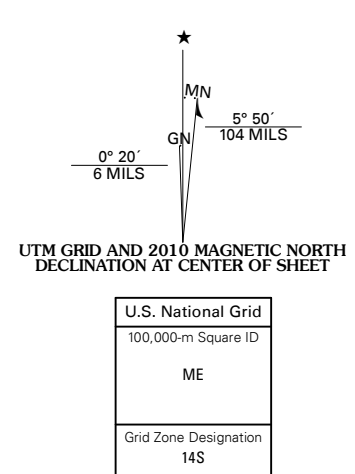 ★
MN
GN
5° 50´
104 MILS
0° 20´
6 MILS
UTM GRID AND 2010 MAGNETIC NORTH
DECLINATION AT CENTER OF SHEET
U.S. National Grid
100,000-m Square ID
ME
Grid Zone Designation
14S